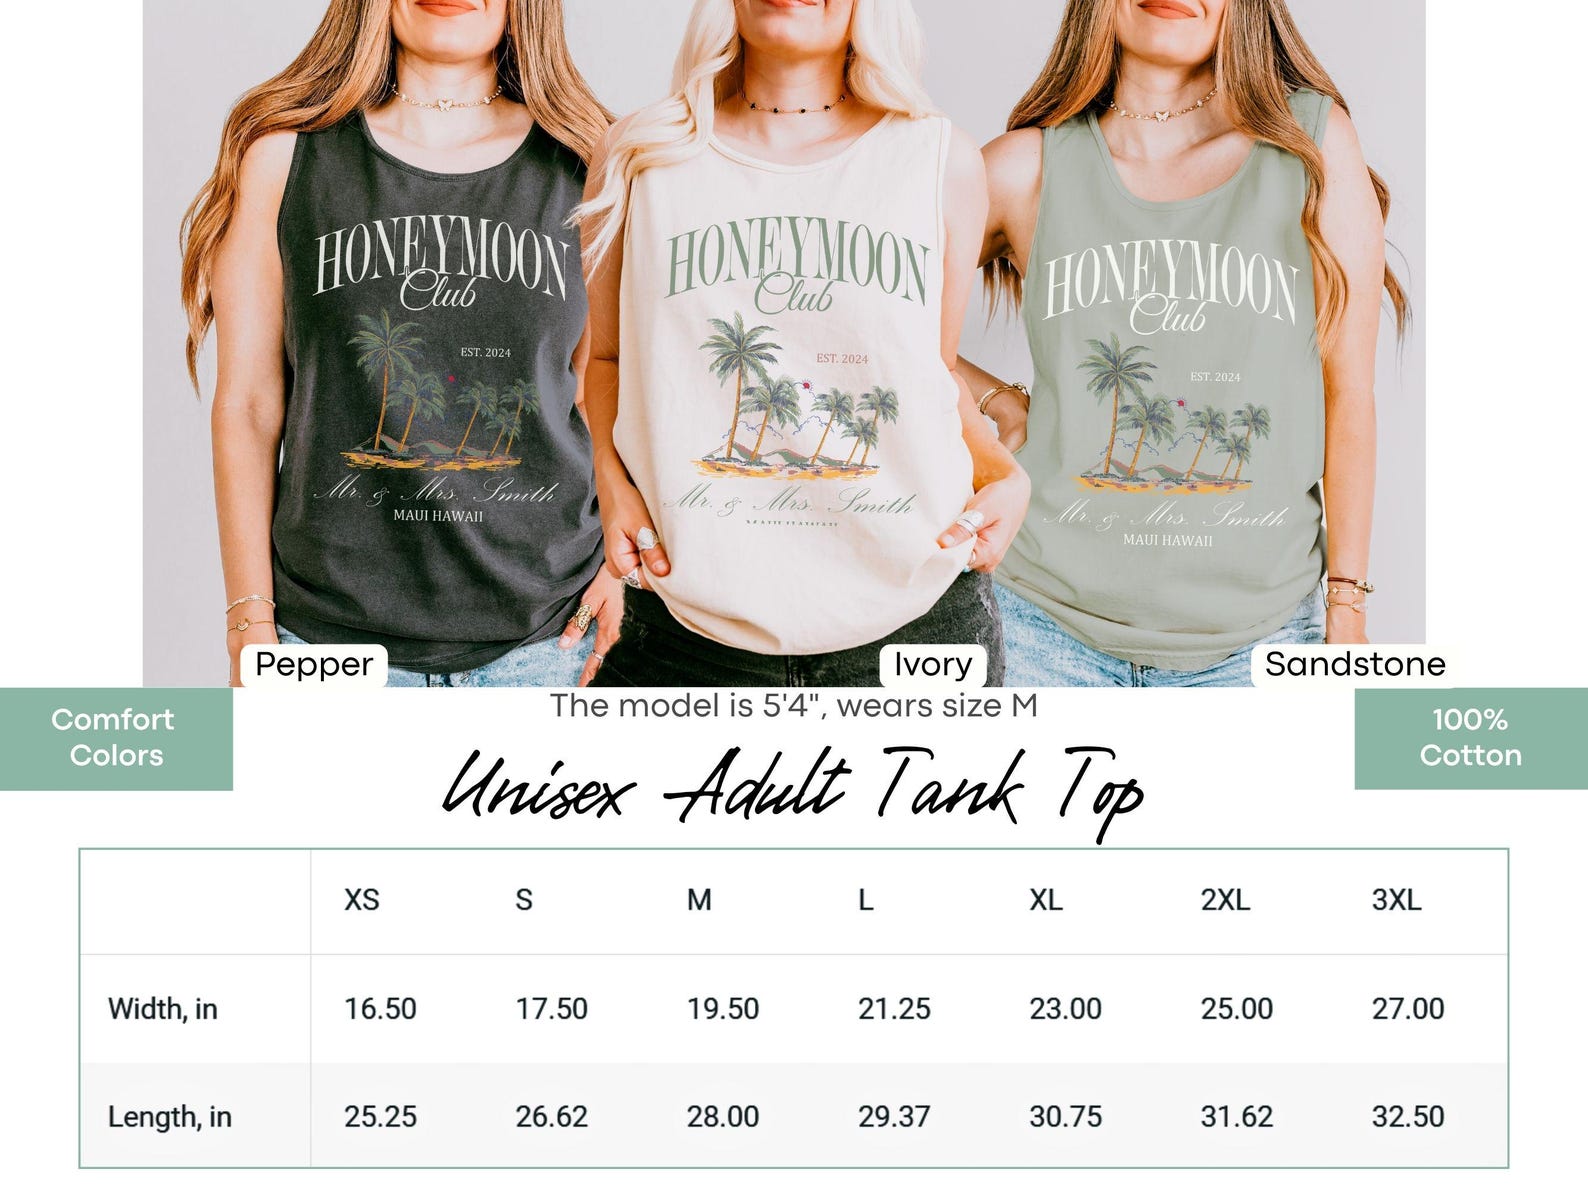 HONEYMOON
Club
EST. 2024
Mr. & Mrs. Smith
MAUI HAWAII
HONEYMOON
Club
EST. 2024
Mr. & Mrs. Smith
HONEYMOON
Club
EST. 2024
Mr. & Mrs. Smith
MAUI HAWAII
Pepper
Ivory
Sandstone
The model is 5'4", wears size M
Comfort
Colors
100%
Cotton
Unisex Adult Tank Top
XS S M L XL 2XL 3XL
Width, in 16.50 17.50 19.50 21.25 23.00 25.00 27.00
Length, in 25.25 26.62 28.00 29.37 30.75 31.62 32.50